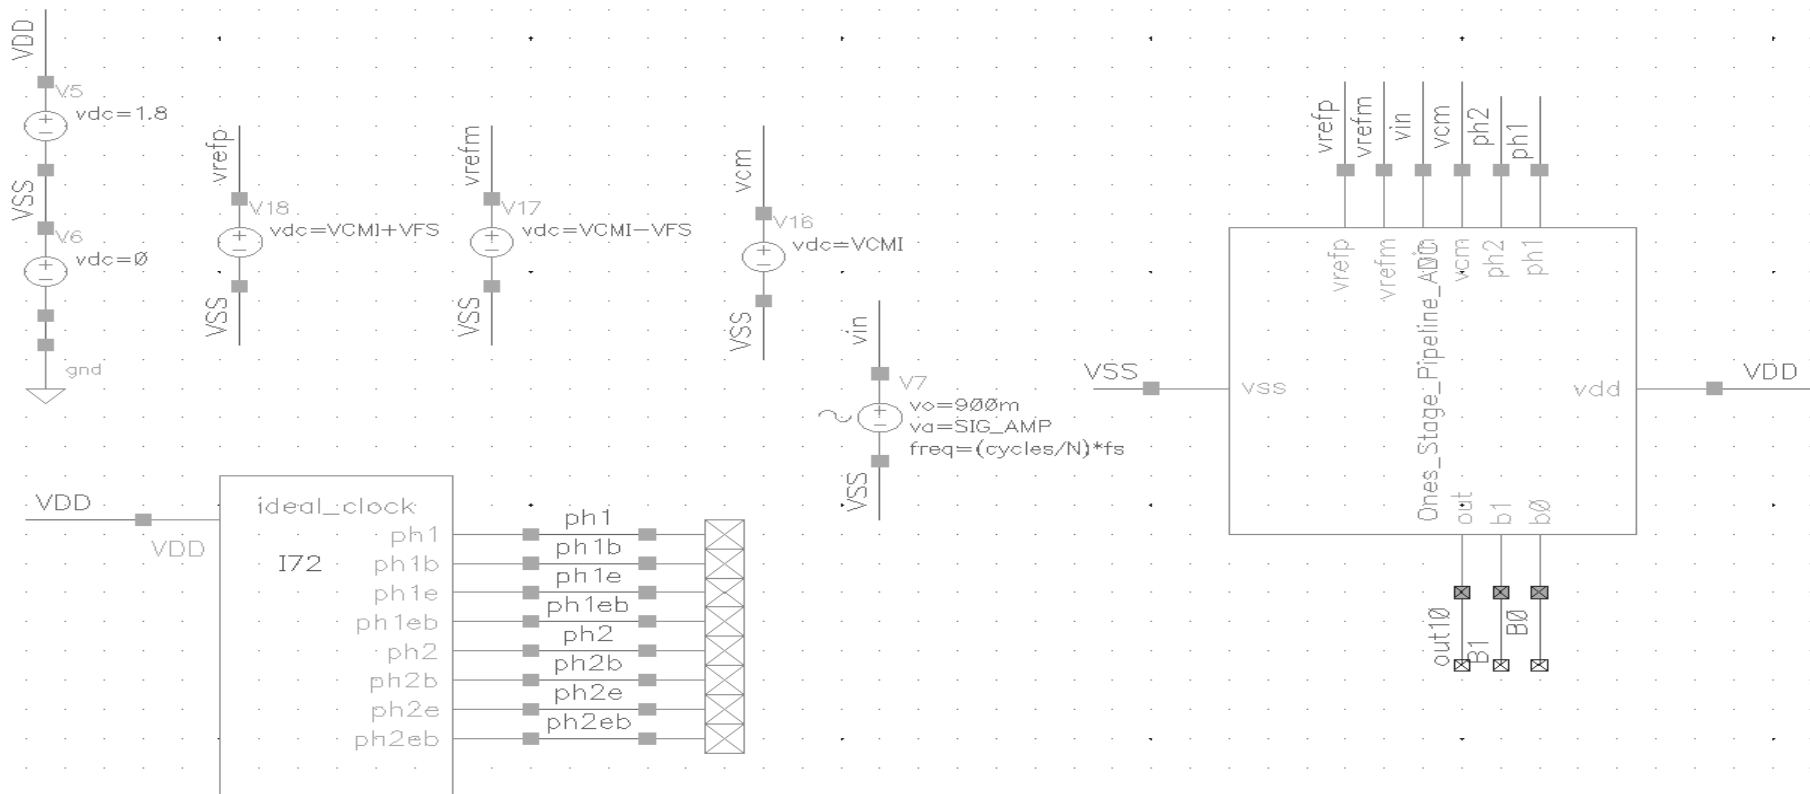 VDD
V5
vdc=1.8
VSS
V6
vdc=0
gnd
vrefp
V18
vdc=VCMI+VFS
VSS
vrefm
V17
vdc=VCMI-VFS
VSS
vcm
V16
vdc=VCMI
VSS
vin
V7
vo=900m
va=SIG_AMP
freq=(cycles/N)*fs
VSS
VDD
VDD
ideal_clock
I72
ph1
ph1b
ph1e
ph1eb
ph2
ph2b
ph2e
ph2eb
ph1
ph1b
ph1e
ph1eb
ph2
ph2b
ph2e
ph2eb
vrefp
vrefm
vin
vcm
ph2
ph1
vrefp
vrefm
vcm
ph2
ph1
Ones_Stage_Pipeline_ADC
VSS
vss
vdd
VDD
out
b1
b0
out10
B1
B0